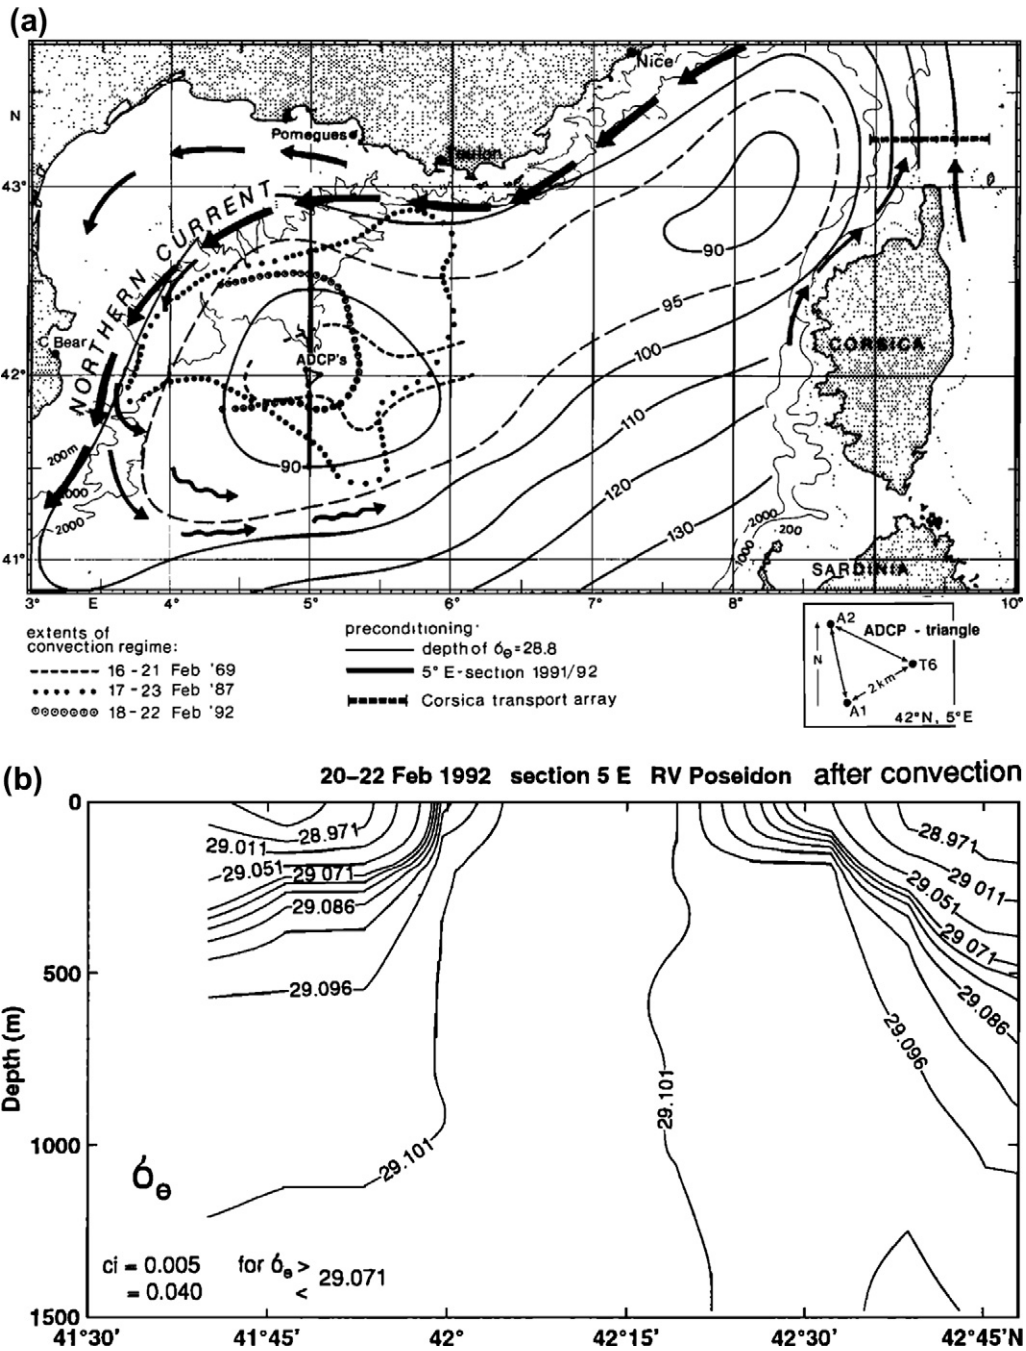 (a)
N
43°
42°
41°
Nice
Pomegues
Toulon
NORTHERN CURRENT
C Bear
ADCP's
CORSICA
SARDINIA
90
90
95
100
110
120
130
200m
2000
2000
200
1000
3° E 4° 5° 6° 7° 8° 9° 10°
extents of
convection regime:
16 - 21 Feb '69
17 - 23 Feb '87
18 - 22 Feb '92
preconditioning:
depth of σθ=28.8
5° E-section 1991/92
Corsica transport array
A2
ADCP - triangle
N
T6
2 km
A1
42°N, 5°E
(b)
20–22 Feb 1992 section 5 E RV Poseidon after convection
0
500
1000
1500
Depth (m)
28.971
29.011
29.051
29 071
29.086
29.096
29.101
29.101
28.971
29 011
29.051
29.071
29.086
29.096
σθ
ci = 0.005 for σθ > 29.071
= 0.040 <
41°30' 41°45' 42° 42°15' 42°30' 42°45'N